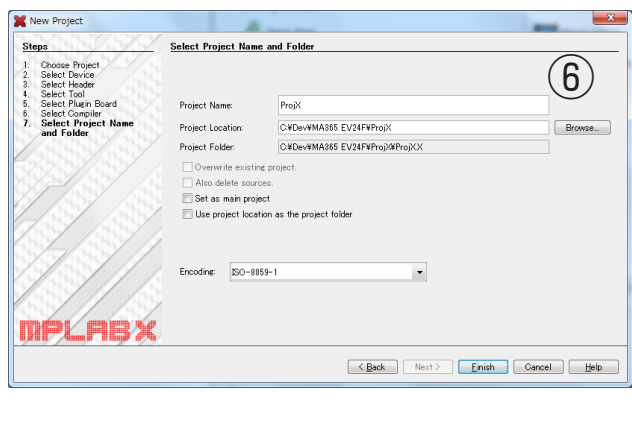 New Project
Steps
1. Choose Project
2. Select Device
3. Select Header
4. Select Tool
5. Select Plugin Board
6. Select Compiler
7. Select Project Name
and Folder
Select Project Name and Folder
⑥
Project Name: ProjX
Project Location: C:¥Dev¥MA365 EV24F¥ProjX Browse...
Project Folder: C:¥Dev¥MA365 EV24F¥ProjX¥ProjX.X
Overwrite existing project.
Also delete sources.
Set as main project
Use project location as the project folder
Encoding: ISO-8859-1
MPLABX
< Back Next > Finish Cancel Help